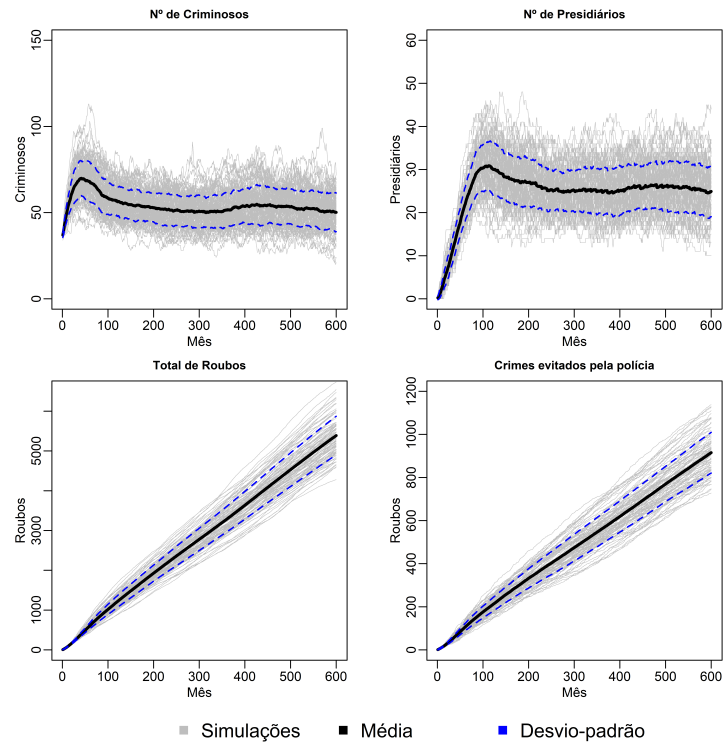 Nº de Criminosos
Nº de Presidiários
Criminosos
150
100
50
0
0 100 200 300 400 500 600
Mês
Presidiários
60
50
40
30
20
10
0
0 100 200 300 400 500 600
Mês
Total de Roubos
Crimes evitados pela polícia
Roubos
5000
3000
1000
0
0 100 200 300 400 500 600
Mês
Roubos
1200
1000
800
600
400
200
0
0 100 200 300 400 500 600
Mês
Simulações Média Desvio-padrão